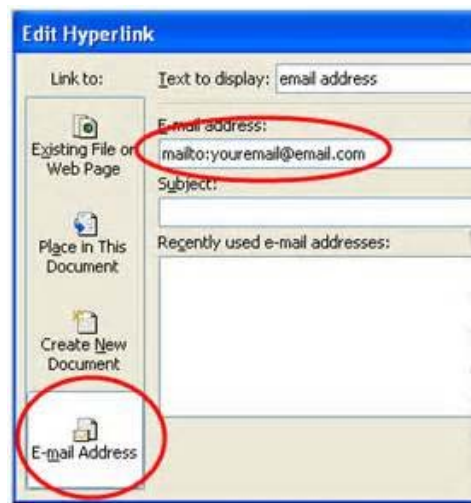 Edit Hyperlink
Link to:
Text to display: email address
E-mail address:
mailto:youremail@email.com
Subject:
Recently used e-mail addresses:
Existing File or
Web Page
Place in This
Document
Create New
Document
E-mail Address